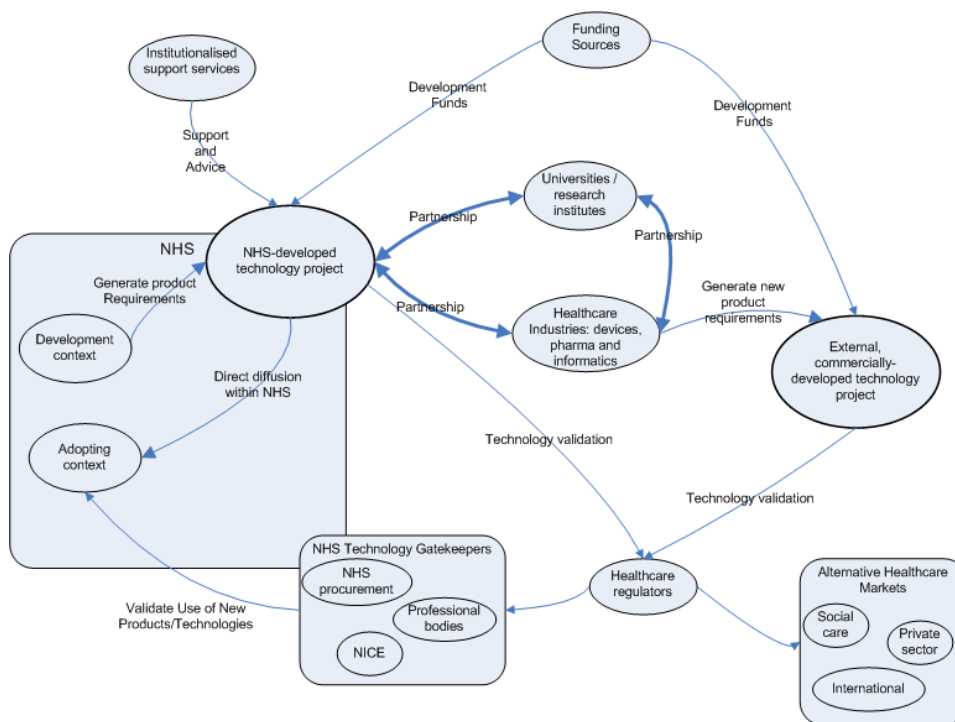 Institutionalised
support services
Funding
Sources
Development
Funds
Development
Funds
Support
and
Advice
Universities /
research
institutes
Partnership
Partnership
NHS
NHS-developed
technology project
Generate product
Requirements
Partnership
Generate new
product
requirements
Development
context
Healthcare
Industries: devices,
pharma and
informatics
External,
commercially-
developed technology
project
Direct diffusion
within NHS
Adopting
context
Technology validation
Technology validation
NHS Technology Gatekeepers
NHS
procurement
Professional
bodies
NICE
Validate Use of New
Products/Technologies
Healthcare
regulators
Alternative Healthcare
Markets
Social
care
Private
sector
International